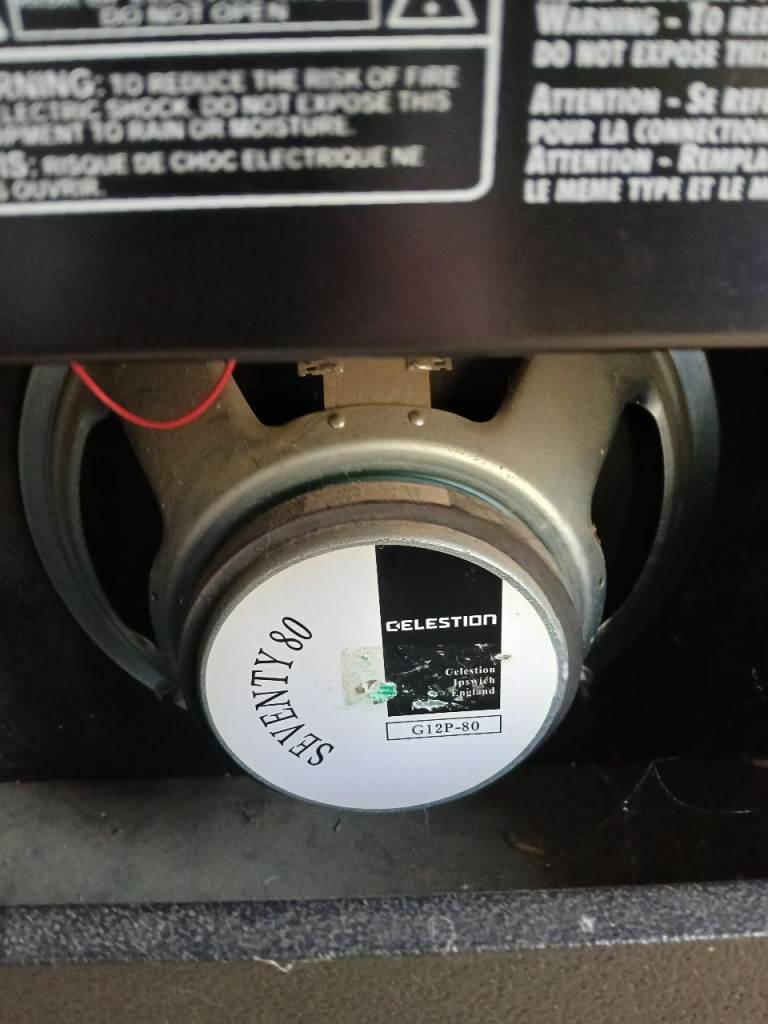 DO NOT OPEN
WARNING: TO REDUCE THE RISK OF FIRE
ELECTRIC SHOCK, DO NOT EXPOSE THIS
TO RAIN OR MOISTURE.
RISQUE DE CHOC ELECTRIQUE NE
OUVRIR.
WARNING - TO RED
DO NOT EXPOSE THIS
ATTENTION - SE REFE
POUR LA CONNECTION
ATTENTION - REMPLA
LE MEME TYPE ET LE M
SEVENTY 80
CELESTION
Celestion
Ipswich
England
G12P-80